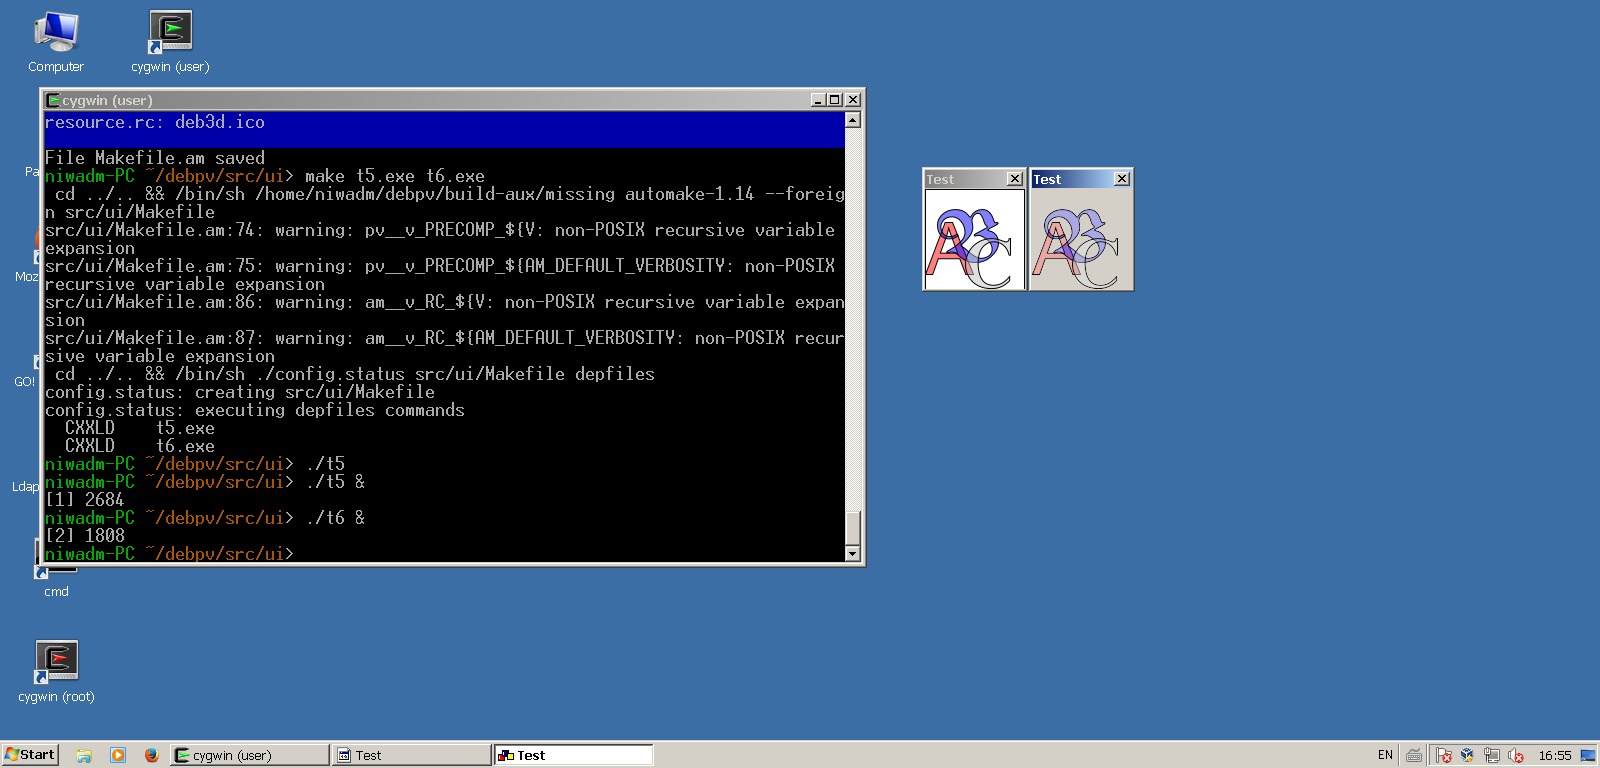 Computer
cygwin (user)
cygwin (user)
resource.rc: deb3d.ico
File Makefile.am saved
niwadm-PC ~/debpv/src/ui> make t5.exe t6.exe
 cd ../.. && /bin/sh /home/niwadm/debpv/build-aux/missing automake-1.14 --foreig
n src/ui/Makefile
src/ui/Makefile.am:74: warning: pv__v_PRECOMP_${V: non-POSIX recursive variable
expansion
src/ui/Makefile.am:75: warning: pv__v_PRECOMP_${AM_DEFAULT_VERBOSITY: non-POSIX
recursive variable expansion
src/ui/Makefile.am:86: warning: am__v_RC_${V: non-POSIX recursive variable expan
sion
src/ui/Makefile.am:87: warning: am__v_RC_${AM_DEFAULT_VERBOSITY: non-POSIX recur
sive variable expansion
 cd ../.. && /bin/sh ./config.status src/ui/Makefile depfiles
config.status: creating src/ui/Makefile
config.status: executing depfiles commands
  CXXLD    t5.exe
  CXXLD    t6.exe
niwadm-PC ~/debpv/src/ui> ./t5
niwadm-PC ~/debpv/src/ui> ./t5 &
[1] 2684
niwadm-PC ~/debpv/src/ui> ./t6 &
[2] 1808
niwadm-PC ~/debpv/src/ui>
Pa
Moz
GO!
Ldap
cmd
cygwin (root)
Test
A B C
Test
A B C
Start
cygwin (user)
Test
Test
EN
16:55